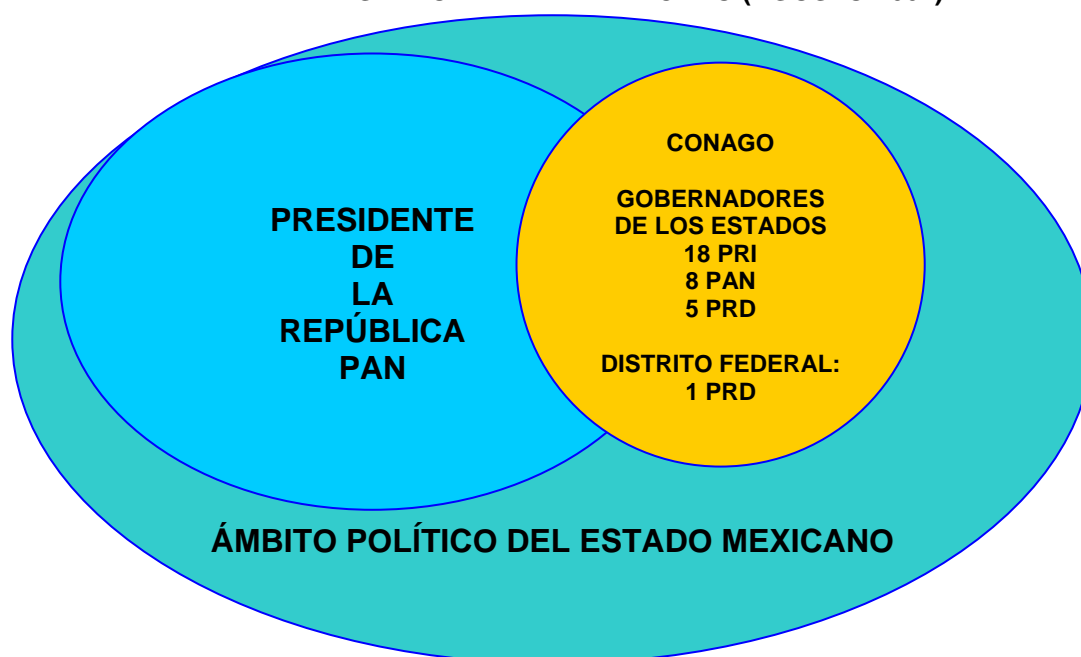 PRESIDENTE
DE
LA
REPÚBLICA
PAN
CONAGO
GOBERNADORES
DE LOS ESTADOS
18 PRI
8 PAN
5 PRD
DISTRITO FEDERAL:
1 PRD
ÁMBITO POLÍTICO DEL ESTADO MEXICANO